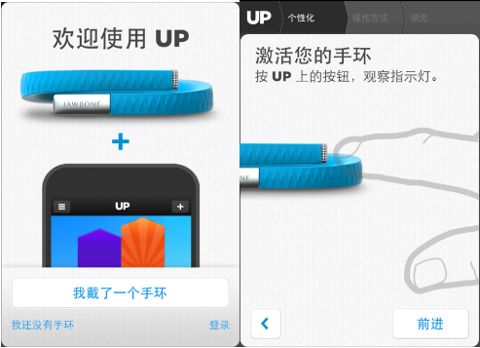 欢迎使用 UP
JAWBONE
+
UP
+
我戴了一个手环
我还没有手环
登录
UP
个性化
操作方法
领先
激活您的手环
按 UP 上的按钮，观察指示灯。
BONE
前进